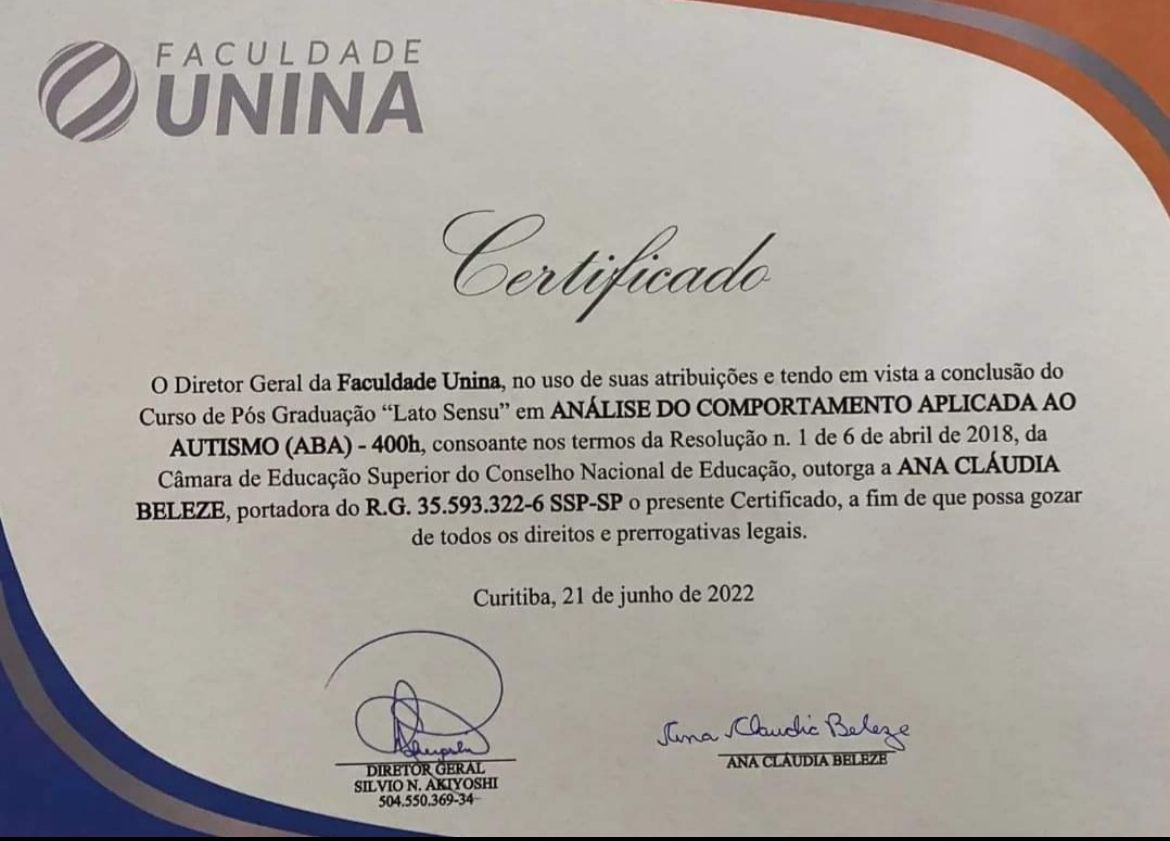 FACULDADE
UNINA
Certificado
O Diretor Geral da Faculdade Unina, no uso de suas atribuições e tendo em vista a conclusão do
Curso de Pós Graduação “Lato Sensu” em ANÁLISE DO COMPORTAMENTO APLICADA AO
AUTISMO (ABA) - 400h, consoante nos termos da Resolução n. 1 de 6 de abril de 2018, da
Câmara de Educação Superior do Conselho Nacional de Educação, outorga a ANA CLÁUDIA
BELEZE, portadora do R.G. 35.593.322-6 SSP-SP o presente Certificado, a fim de que possa gozar
de todos os direitos e prerrogativas legais.
Curitiba, 21 de junho de 2022
DIRETOR GERAL
SILVIO N. AKIYOSHI
504.550.369-34
Ana Claudia Beleze
ANA CLÁUDIA BELEZE